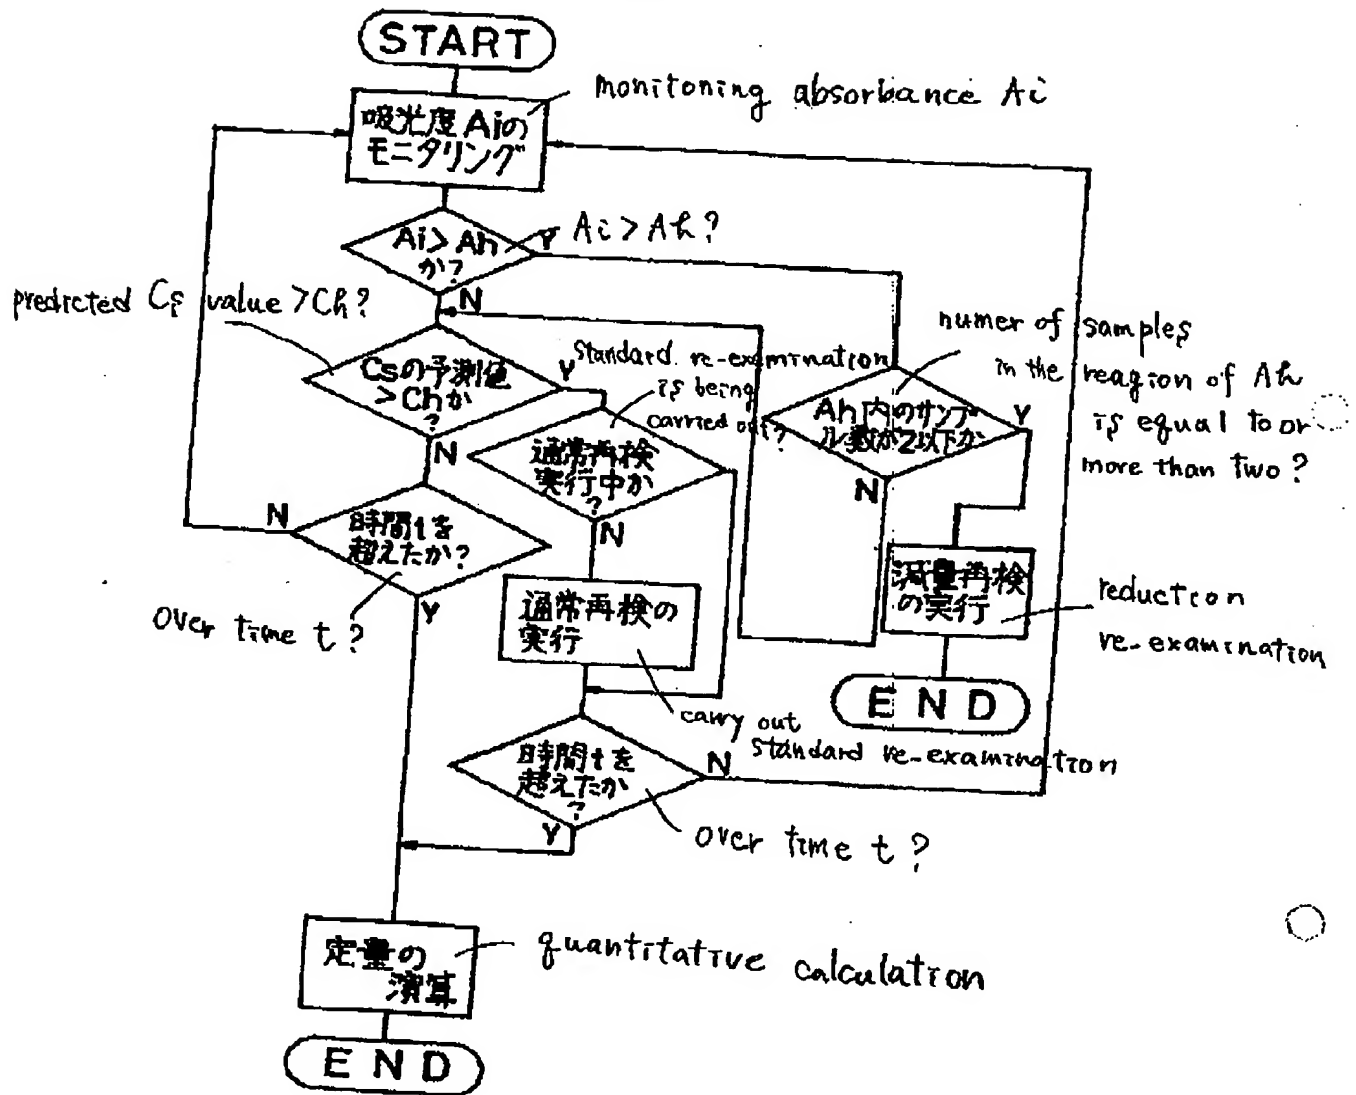 START
吸光度Aiの
モニタリング
monitoning absorbance Ai
Ai>Ah
か?
Y
Ai>Ah?
N
predicted Cs value >Ch?
Csの予測値
>Chか
?
Y
N
standard re-examination
is being
carried out?
通常再検
実行中か
?
N
numer of samples
in the reagion of Ah
is equal to or
more than two?
Ah内のサンプ
ル数が2以下か
Y
N
N
時間tを
超えたか?
Y
over time t?
通常再検の
実行
carry out
standard re-examination
減量再検
の実行
reduction
re-examination
END
時間tを
超えたか
?
N
Y
over time t?
定量の
演算
quantitative calculation
END